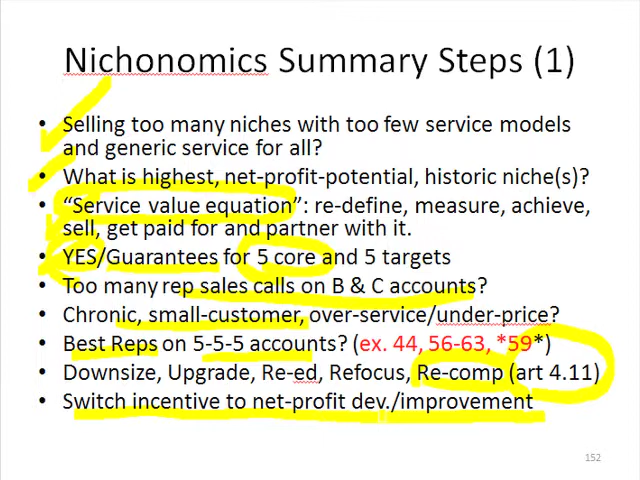 Nichonomics Summary Steps (1)
• Selling too many niches with too few service models
and generic service for all?
• What is highest, net-profit-potential, historic niche(s)?
• “Service value equation”: re-define, measure, achieve,
sell, get paid for and partner with it.
• YES/Guarantees for 5 core and 5 targets
• Too many rep sales calls on B & C accounts?
• Chronic, small-customer, over-service/under-price?
• Best Reps on 5-5-5 accounts? (ex. 44, 56-63, *59*)
• Downsize, Upgrade, Re-ed, Refocus, Re-comp (art 4.11)
• Switch incentive to net-profit dev./improvement
152